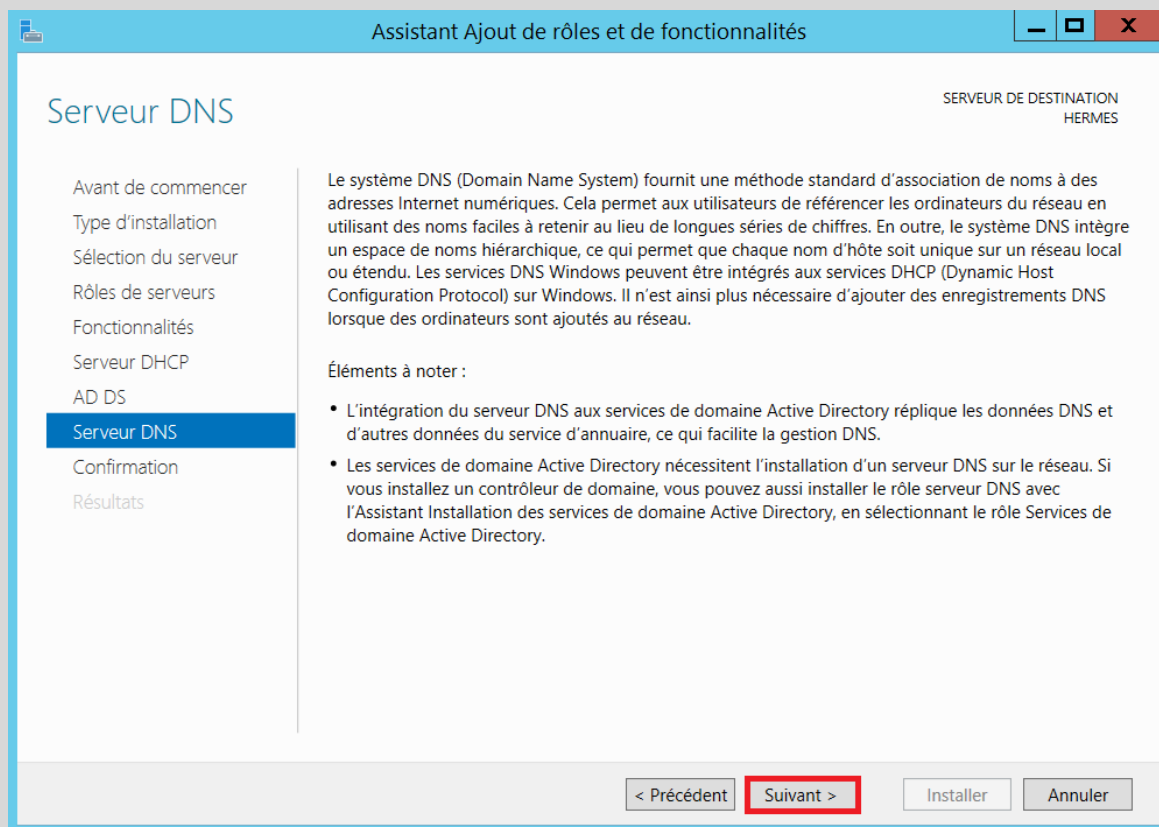 Assistant Ajout de rôles et de fonctionnalités
Serveur DNS
SERVEUR DE DESTINATION
HERMES
Avant de commencer
Type d'installation
Sélection du serveur
Rôles de serveurs
Fonctionnalités
Serveur DHCP
AD DS
Serveur DNS
Confirmation
Résultats
Le système DNS (Domain Name System) fournit une méthode standard d'association de noms à des
adresses Internet numériques. Cela permet aux utilisateurs de référencer les ordinateurs du réseau en
utilisant des noms faciles à retenir au lieu de longues séries de chiffres. En outre, le système DNS intègre
un espace de noms hiérarchique, ce qui permet que chaque nom d'hôte soit unique sur un réseau local
ou étendu. Les services DNS Windows peuvent être intégrés aux services DHCP (Dynamic Host
Configuration Protocol) sur Windows. Il n'est ainsi plus nécessaire d'ajouter des enregistrements DNS
lorsque des ordinateurs sont ajoutés au réseau.
Éléments à noter :
• L'intégration du serveur DNS aux services de domaine Active Directory réplique les données DNS et
d'autres données du service d'annuaire, ce qui facilite la gestion DNS.
• Les services de domaine Active Directory nécessitent l'installation d'un serveur DNS sur le réseau. Si
vous installez un contrôleur de domaine, vous pouvez aussi installer le rôle serveur DNS avec
l'Assistant Installation des services de domaine Active Directory, en sélectionnant le rôle Services de
domaine Active Directory.
< Précédent
Suivant >
Installer
Annuler